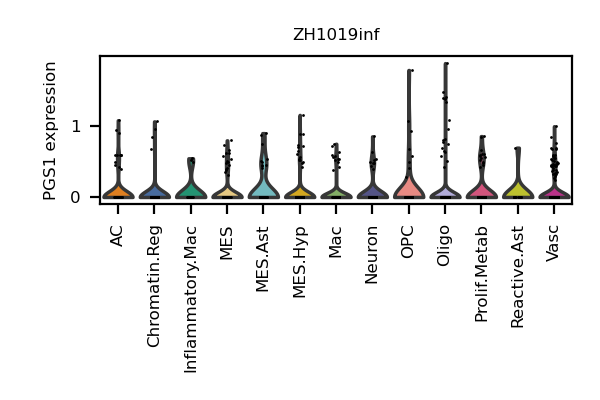 ZH1019inf
PGS1 expression
1
0
AC
Chromatin.Reg
Inflammatory.Mac
MES
MES.Ast
MES.Hyp
Mac
Neuron
OPC
Oligo
Prolif.Metab
Reactive.Ast
Vasc